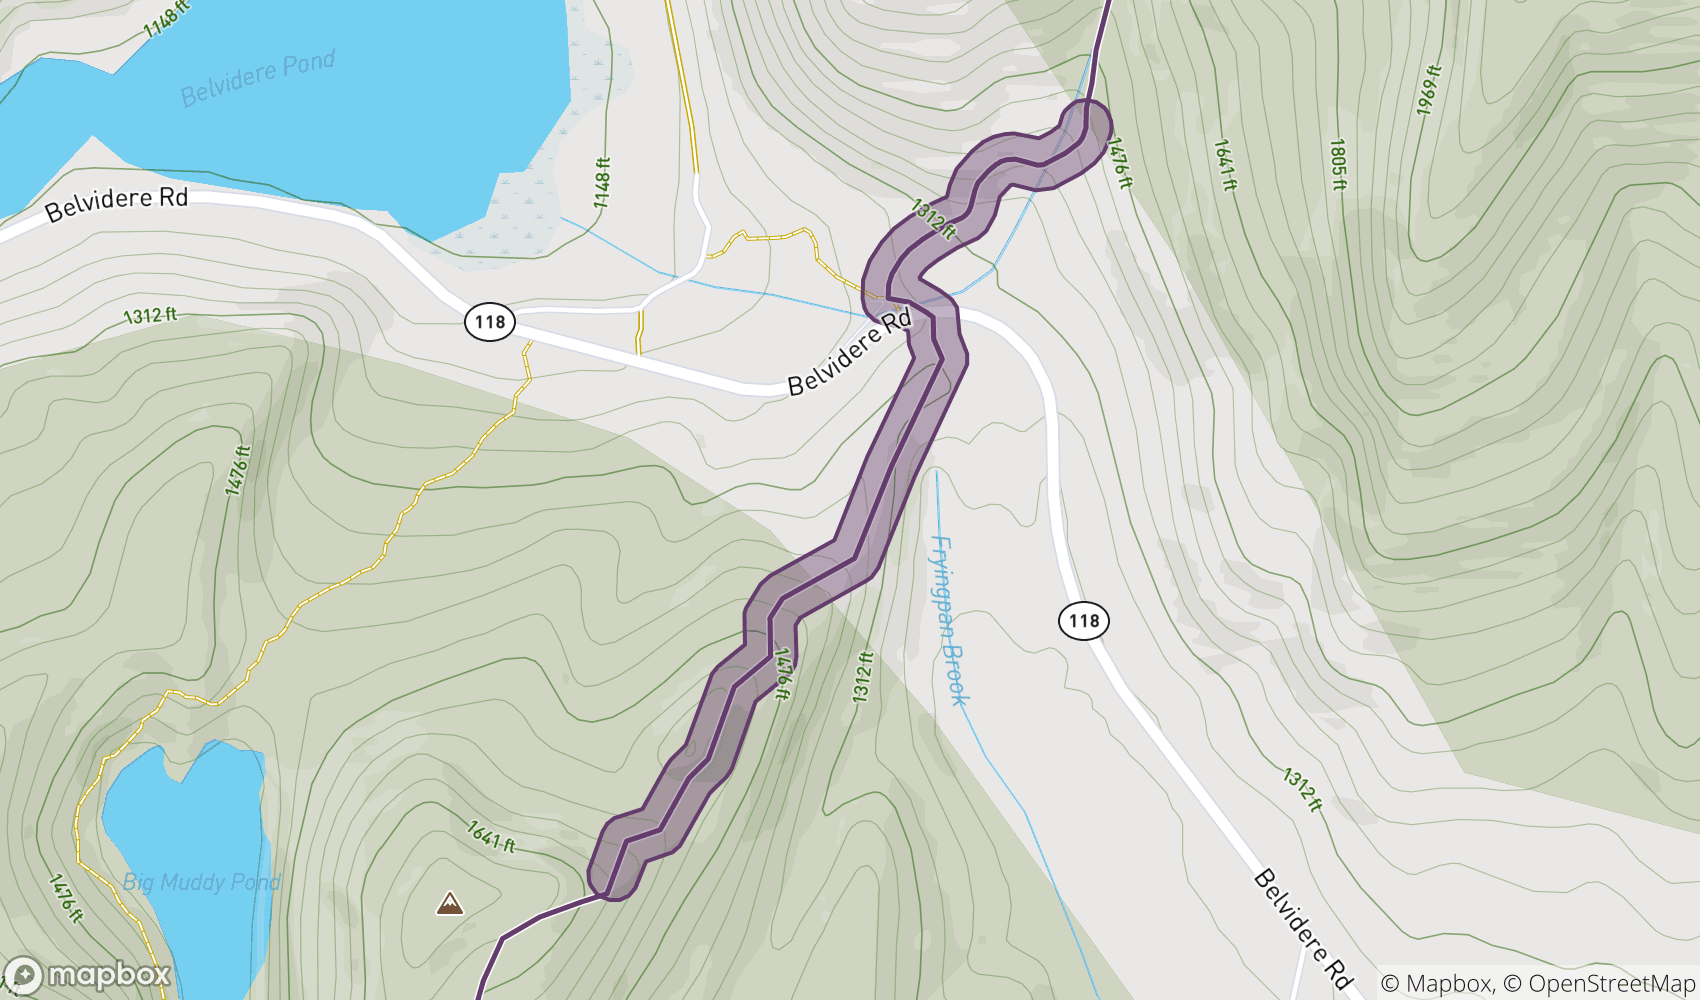 1148 ft
Belvidere Pond
1969 ft
1148 ft
1476 ft
1641 ft
1805 ft
Belvidere Rd
1312 ft
1312 ft
118
Belvidere Rd
1476 ft
Fryingpan Brook
118
1476 ft
1312 ft
1312 ft
1641 ft
Big Muddy Pond
1476 ft
Belvidere Rd
mapbox
© Mapbox, © OpenStreetMap